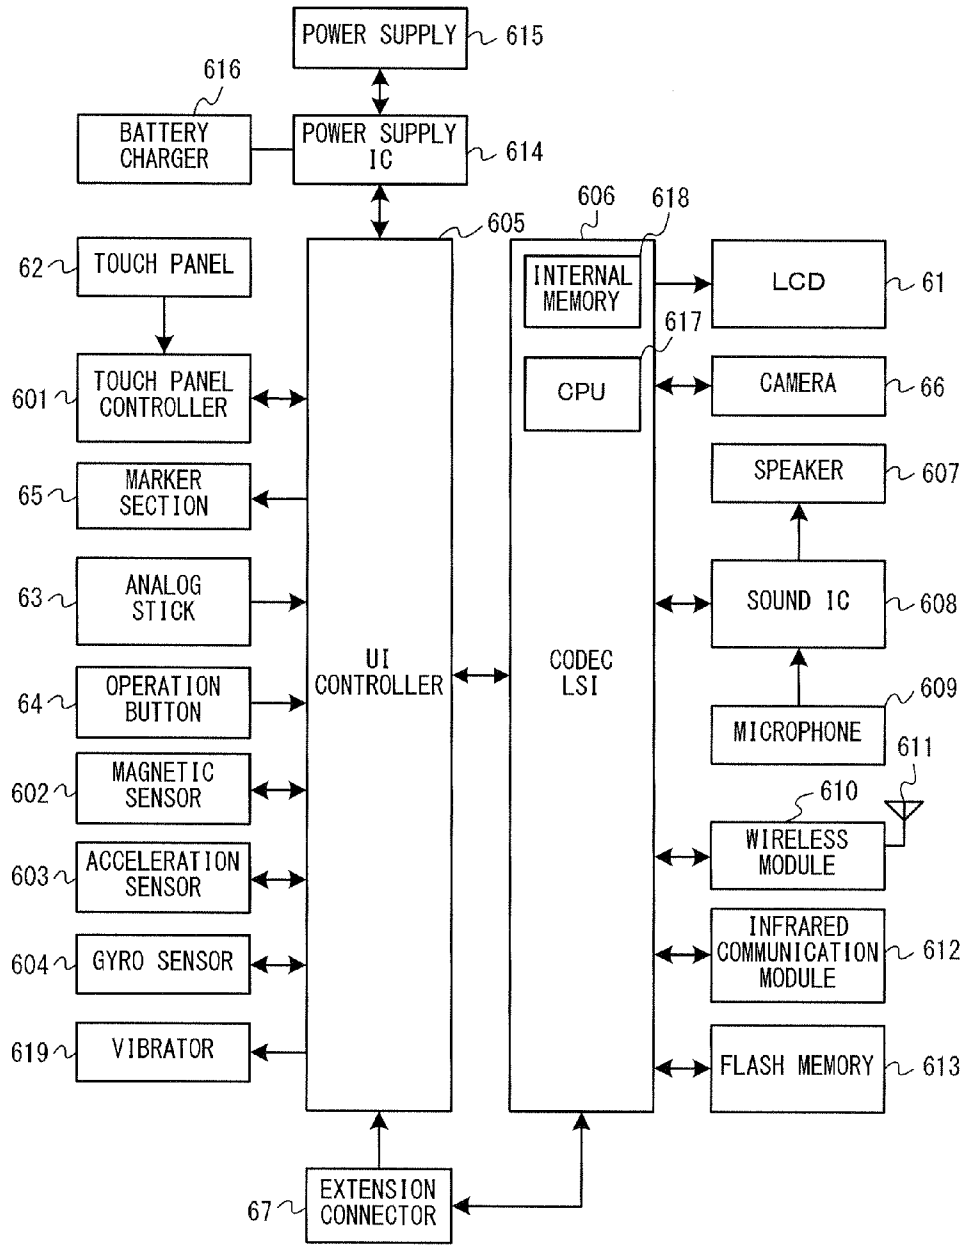 POWER SUPPLY
615
616
BATTERY
CHARGER
POWER SUPPLY
IC
614
605
606
618
62
TOUCH PANEL
INTERNAL
MEMORY
LCD
61
617
601
TOUCH PANEL
CONTROLLER
CPU
CAMERA
66
65
MARKER
SECTION
SPEAKER
607
63
ANALOG
STICK
SOUND IC
608
UI
CONTROLLER
CODEC
LSI
64
OPERATION
BUTTON
609
MICROPHONE
611
602
MAGNETIC
SENSOR
610
WIRELESS
MODULE
603
ACCELERATION
SENSOR
604
GYRO SENSOR
INFRARED
COMMUNICATION
MODULE
612
619
VIBRATOR
FLASH MEMORY
613
67
EXTENSION
CONNECTOR